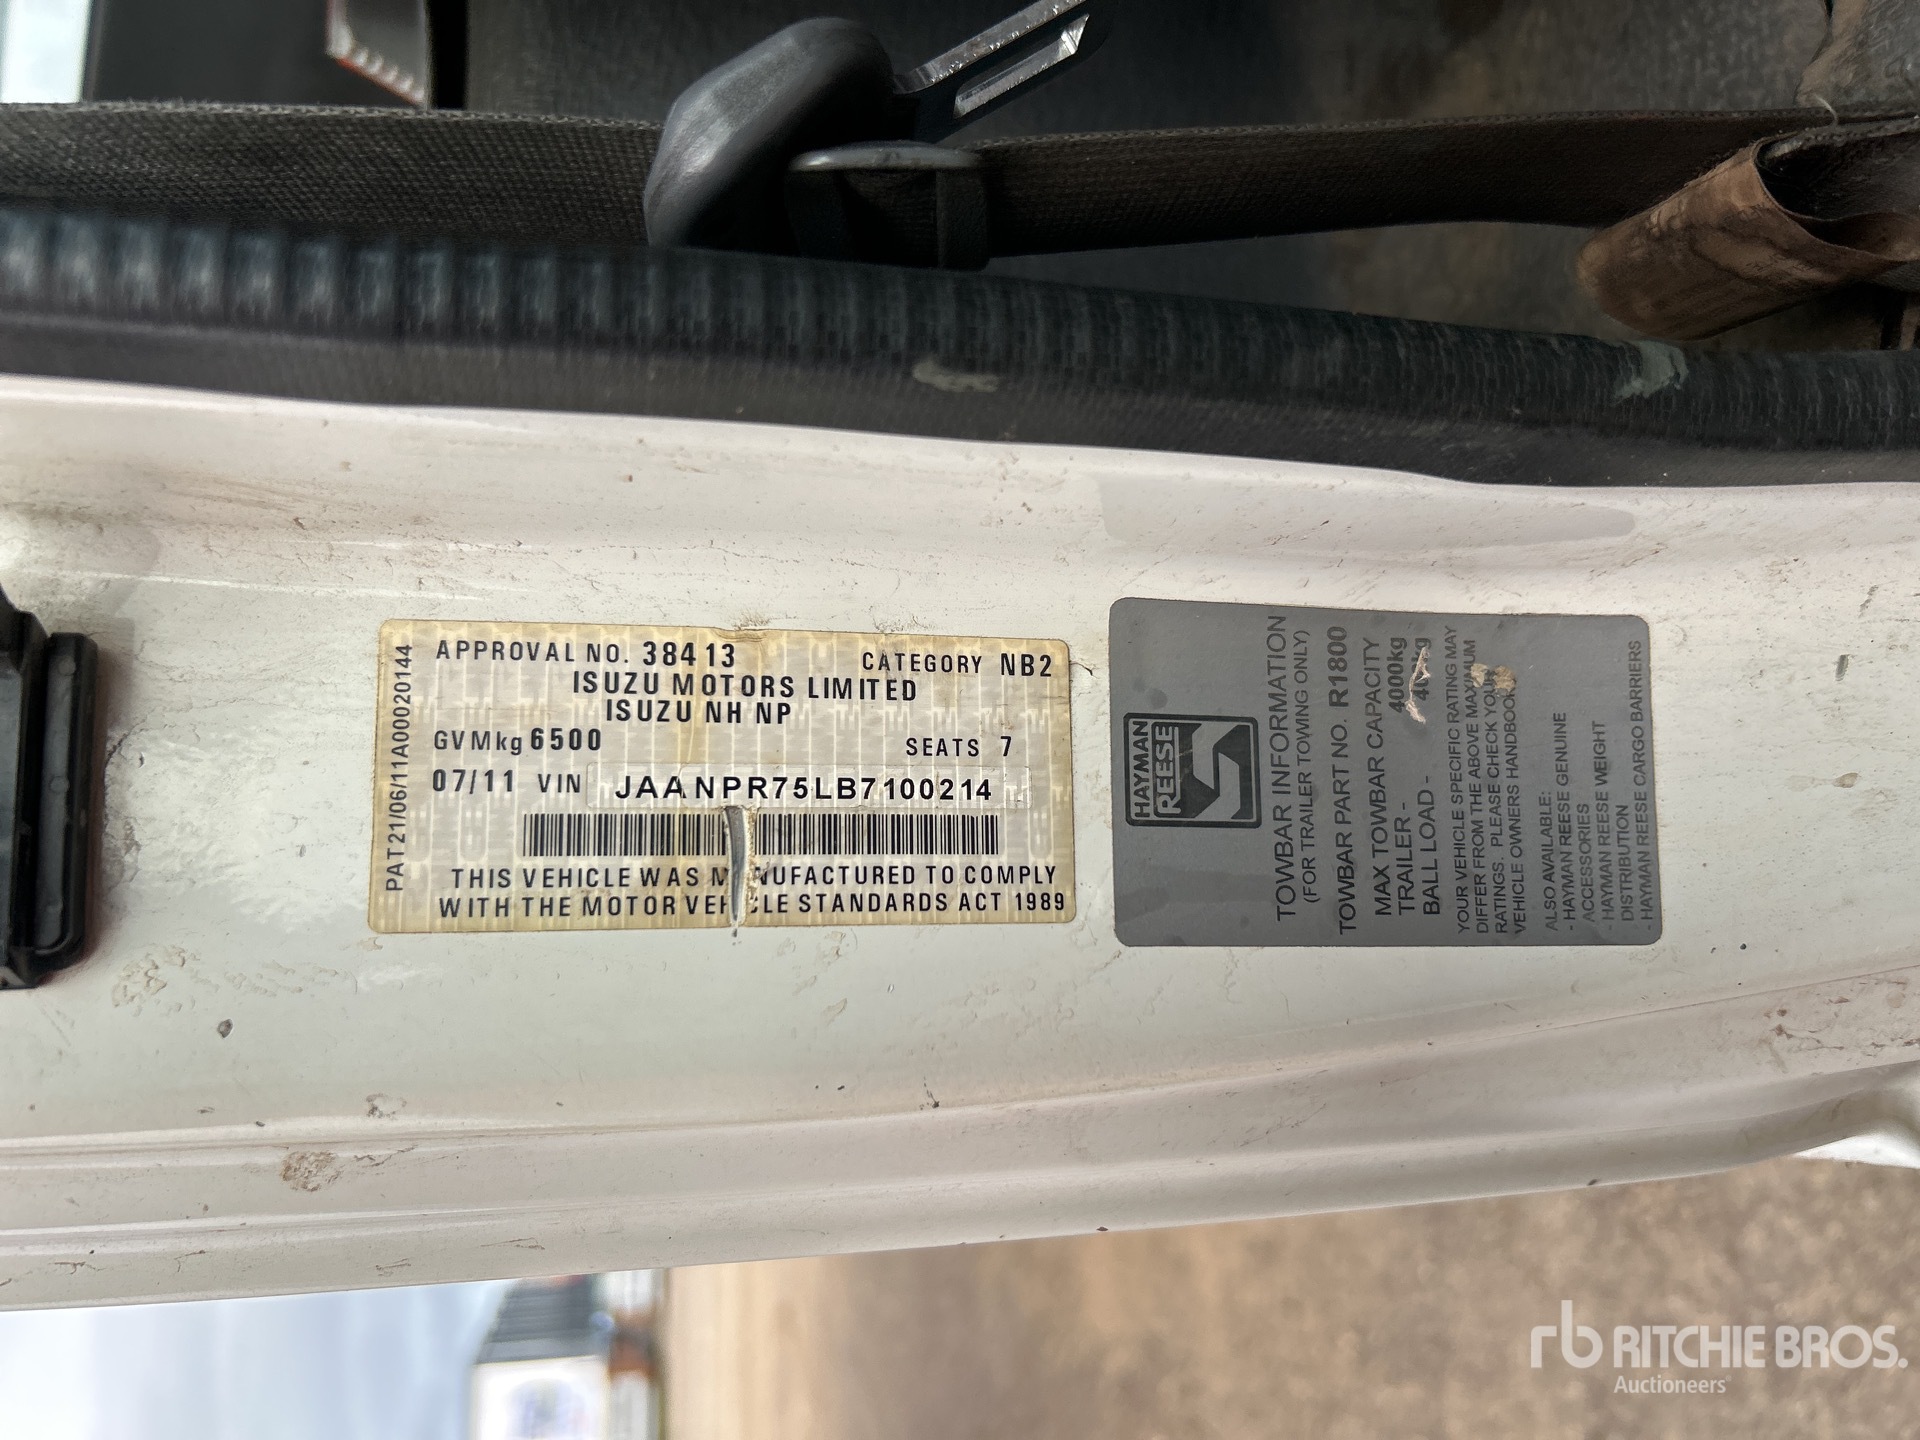 PAT21/06/11A00020144
APPROVAL NO. 38413 CATEGORY NB2
ISUZU MOTORS LIMITED
ISUZU NH NP
GVMkg 6500 SEATS 7
07/11 VIN JAANPR75LB7100214
THIS VEHICLE WAS MANUFACTURED TO COMPLY
WITH THE MOTOR VEHICLE STANDARDS ACT 1989
HAYMAN
REESE
TOWBAR INFORMATION
(FOR TRAILER TOWING ONLY)
TOWBAR PART NO. R1800
MAX TOWBAR CAPACITY
TRAILER - 4000kg
BALL LOAD -
YOUR VEHICLE SPECIFIC RATING MAY
DIFFER FROM THE ABOVE MAXIMUM
RATINGS. PLEASE CHECK YOUR
VEHICLE OWNERS HANDBOOK
ALSO AVAILABLE:
- HAYMAN REESE GENUINE
ACCESSORIES
- HAYMAN REESE WEIGHT
DISTRIBUTION
- HAYMAN REESE CARGO BARRIERS
rb RITCHIE BROS.
Auctioneers